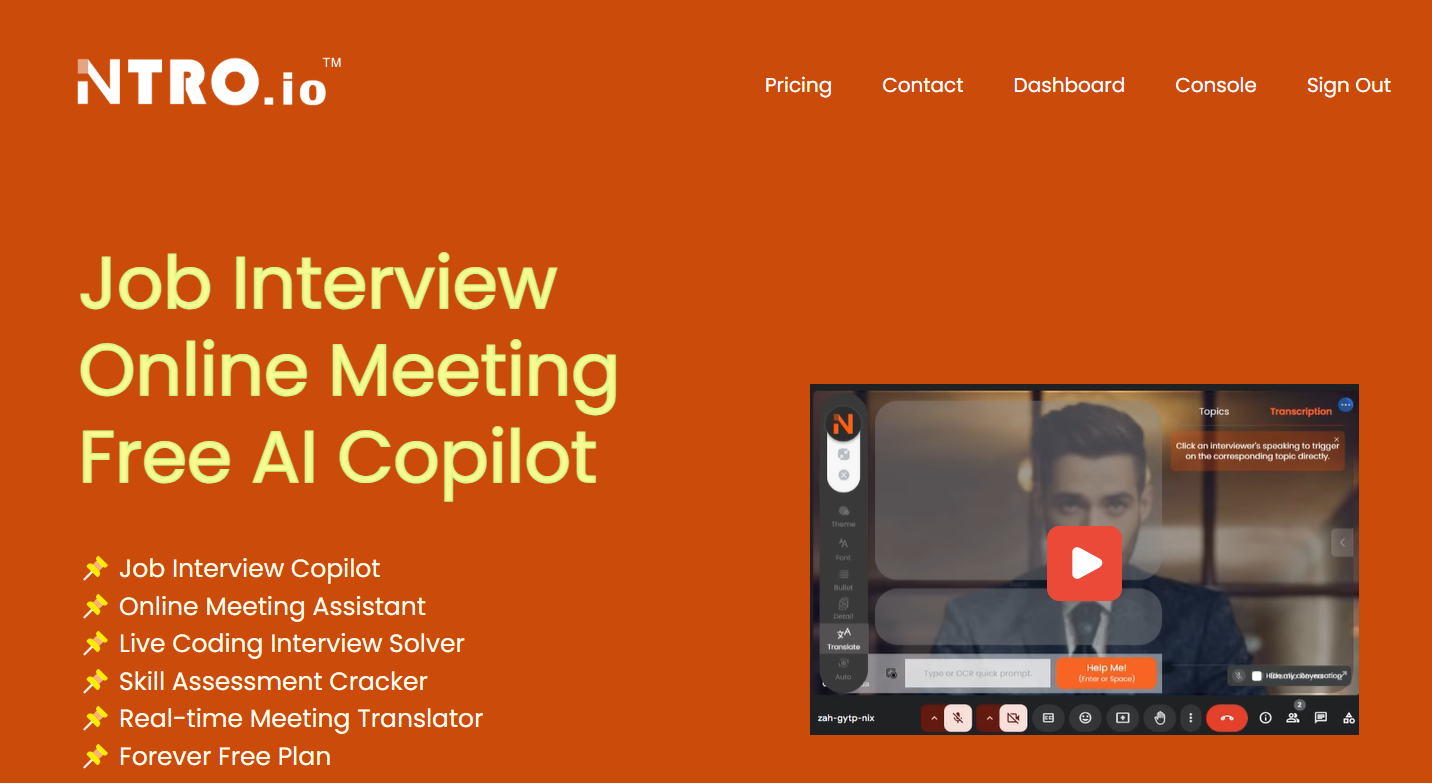 NTRO.io TM
Pricing Contact Dashboard Console Sign Out
Job Interview
Online Meeting
Free AI Copilot
Job Interview Copilot
Online Meeting Assistant
Live Coding Interview Solver
Skill Assessment Cracker
Real-time Meeting Translator
Forever Free Plan
N
Theme
Font
Bullet
Detail
Translate
Auto
Topics Transcription
Click an interviewer's speaking to trigger
on the corresponding topic directly.
Type or OCR quick prompt.
Help Me!
(Enter or Space)
zah-gytp-nix
2